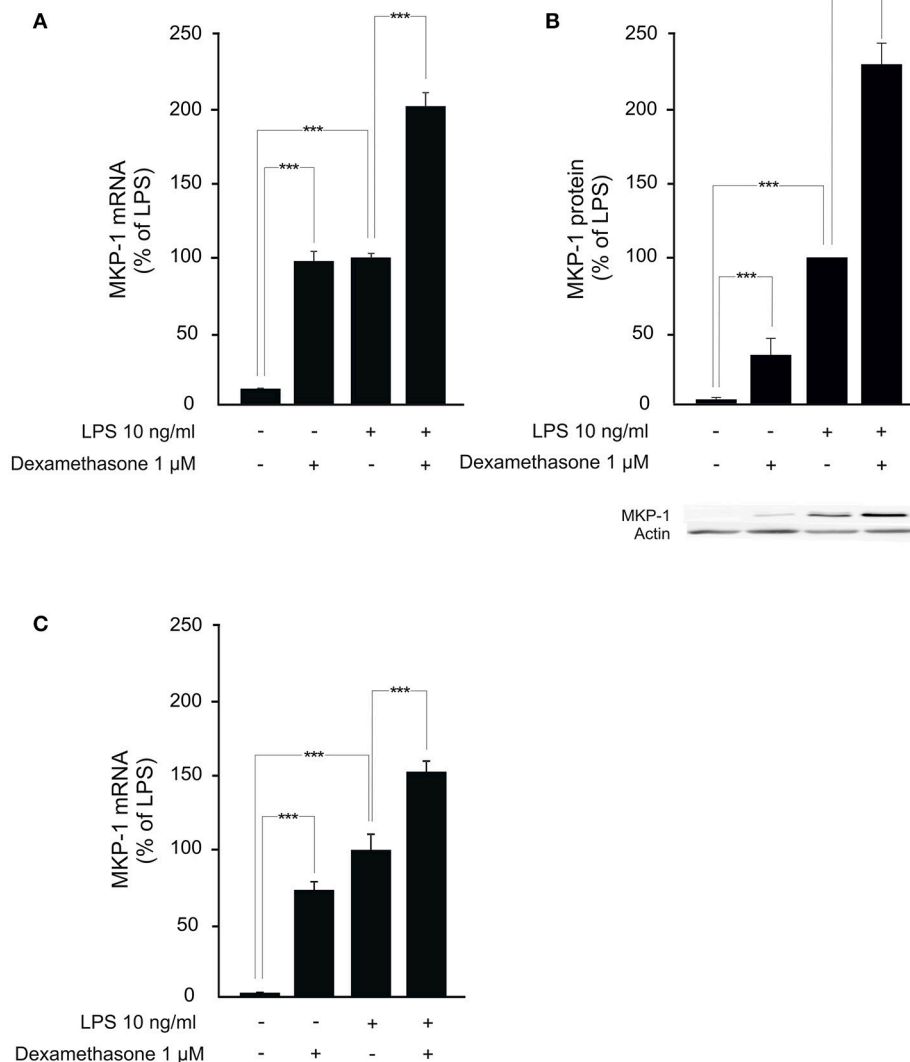 A
MKP-1 mRNA
(% of LPS)
250
200
150
100
50
0
***
***
***
LPS 10 ng/ml - - + +
Dexamethasone 1 µM - + - +
B
MKP-1 protein
(% of LPS)
250
200
150
100
50
0
***
***
LPS 10 ng/ml - - + +
Dexamethasone 1 µM - + - +
MKP-1
Actin
C
MKP-1 mRNA
(% of LPS)
250
200
150
100
50
0
***
***
***
LPS 10 ng/ml - - + +
Dexamethasone 1 µM - + - +